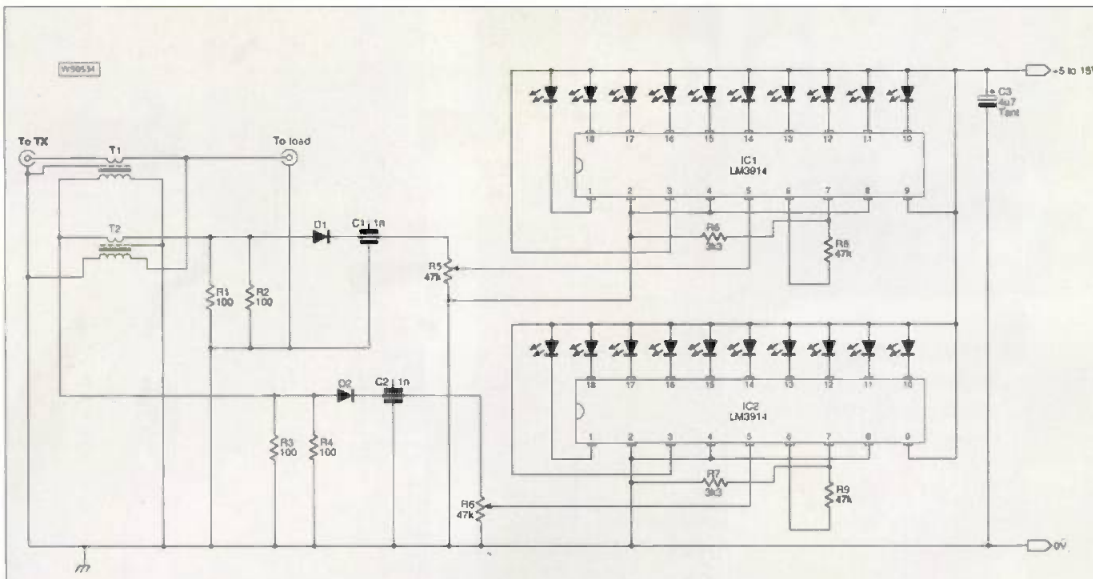 To TX
T1
To load
T2
R1
100
R2
100
D1
C1 1n
R5
47k
D2
C2 1n
R3
100
R4
100
R6
47k
18 17 16 15 14 13 12 11 10
IC1
LM3914
1 2 3 4 5 6 7 8 9
R6
3k3
R8
47k
18 17 16 15 14 13 12 11 10
IC2
LM3914
1 2 3 4 5 6 7 8 9
R7
3k3
R9
47k
+5 to 15V
C3
4u7
Tant
0V